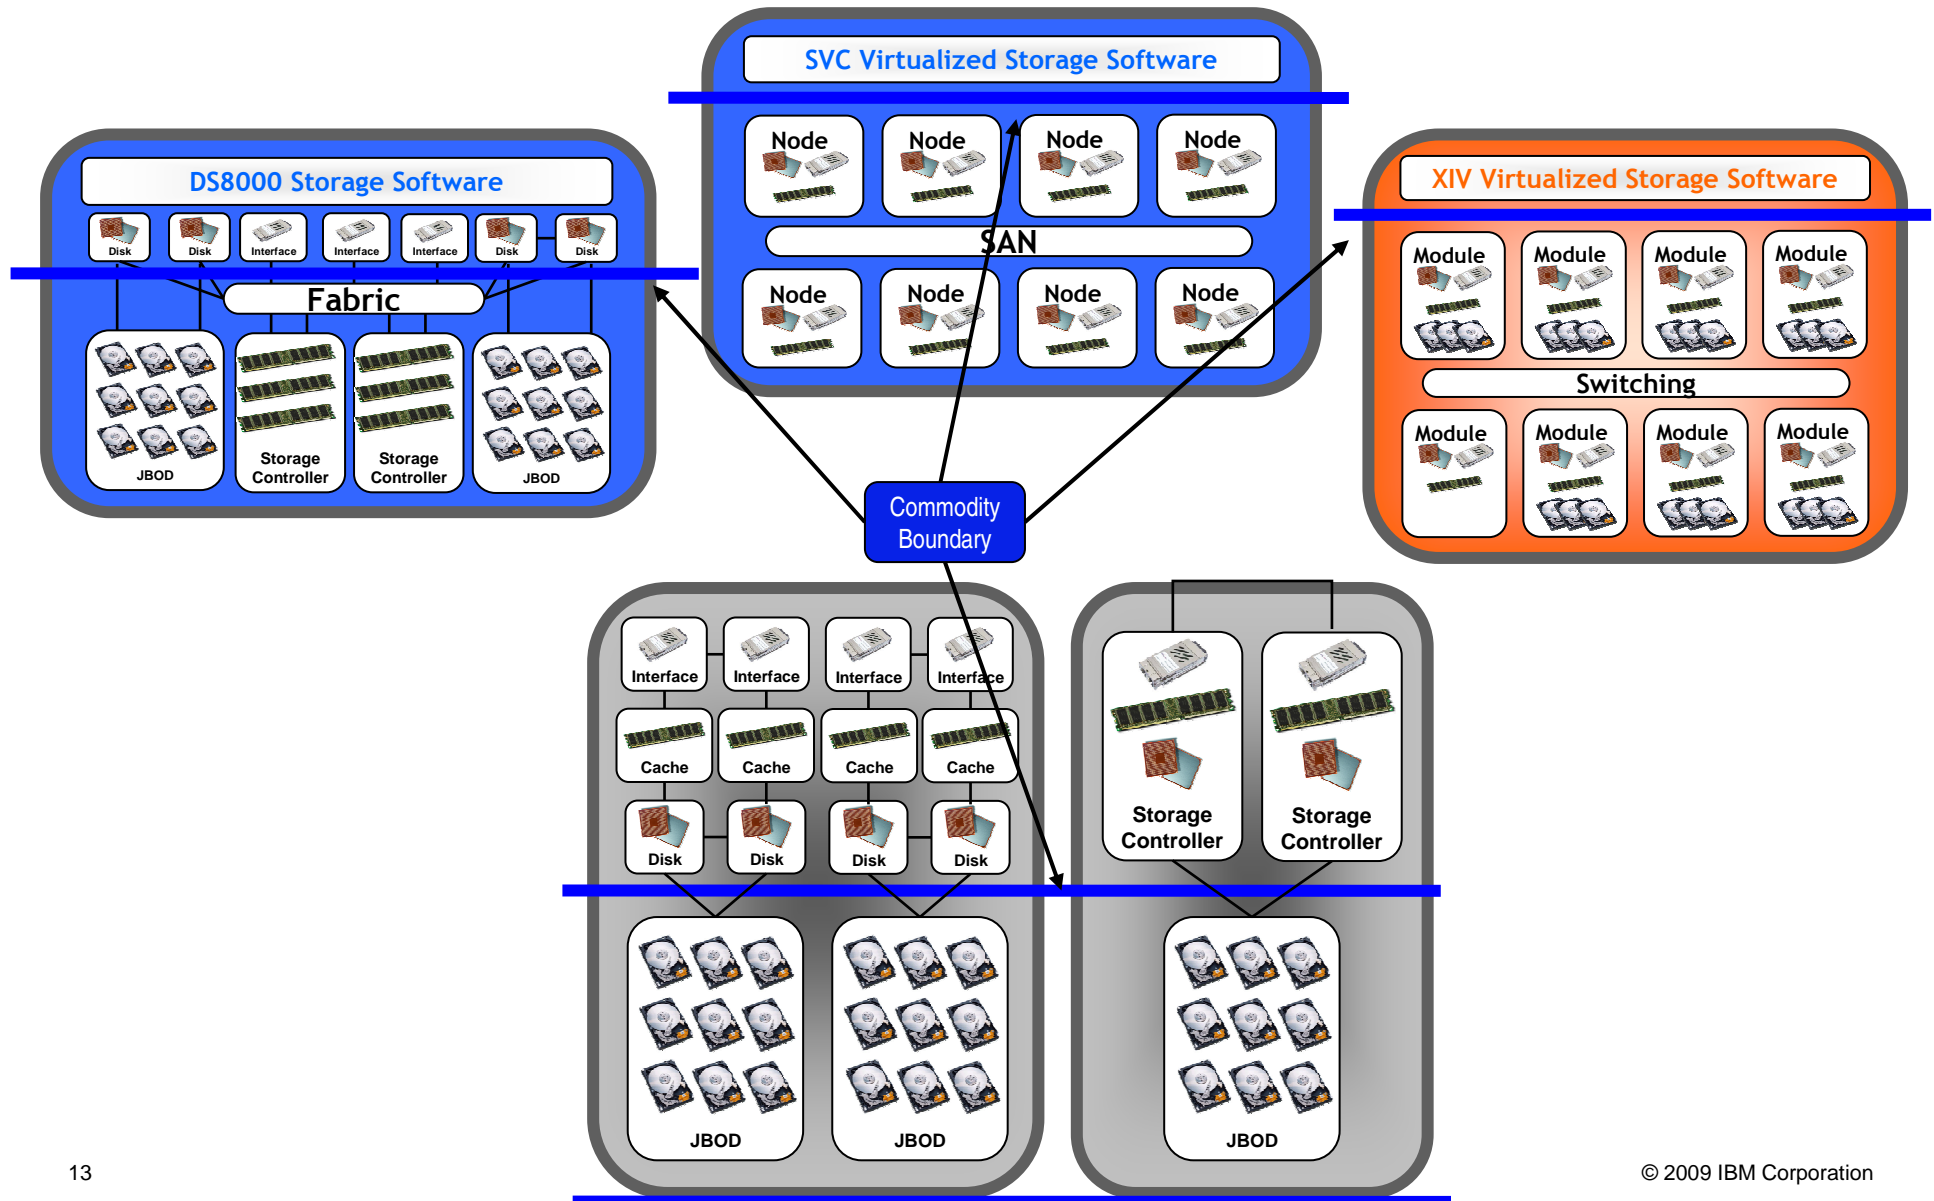 SVC Virtualized Storage Software
Node Node Node Node
SAN
Node Node Node Node
DS8000 Storage Software
Disk Disk Interface Interface Interface Disk Disk
Fabric
JBOD
Storage
Controller
Storage
Controller
JBOD
XIV Virtualized Storage Software
Module Module Module Module
Switching
Module Module Module Module
Commodity
Boundary
Interface Interface Interface Interface
Cache Cache Cache Cache
Disk Disk Disk Disk
JBOD JBOD
Storage
Controller
Storage
Controller
JBOD
13
© 2009 IBM Corporation